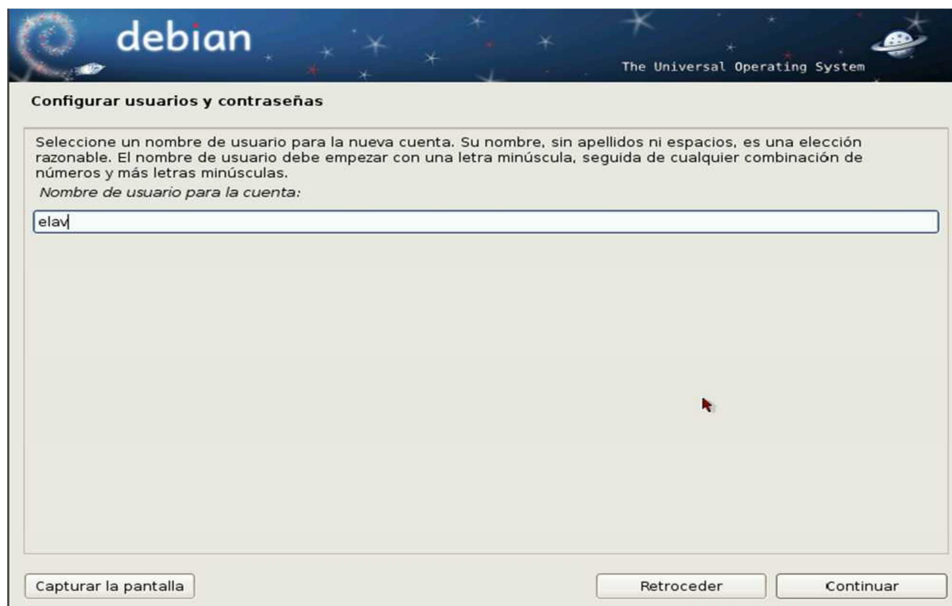 debian
The Universal Operating System
Configurar usuarios y contraseñas
Seleccione un nombre de usuario para la nueva cuenta. Su nombre, sin apellidos ni espacios, es una elección
razonable. El nombre de usuario debe empezar con una letra minúscula, seguida de cualquier combinación de
números y más letras minúsculas.
Nombre de usuario para la cuenta:
elav
Capturar la pantalla
Retroceder
Continuar